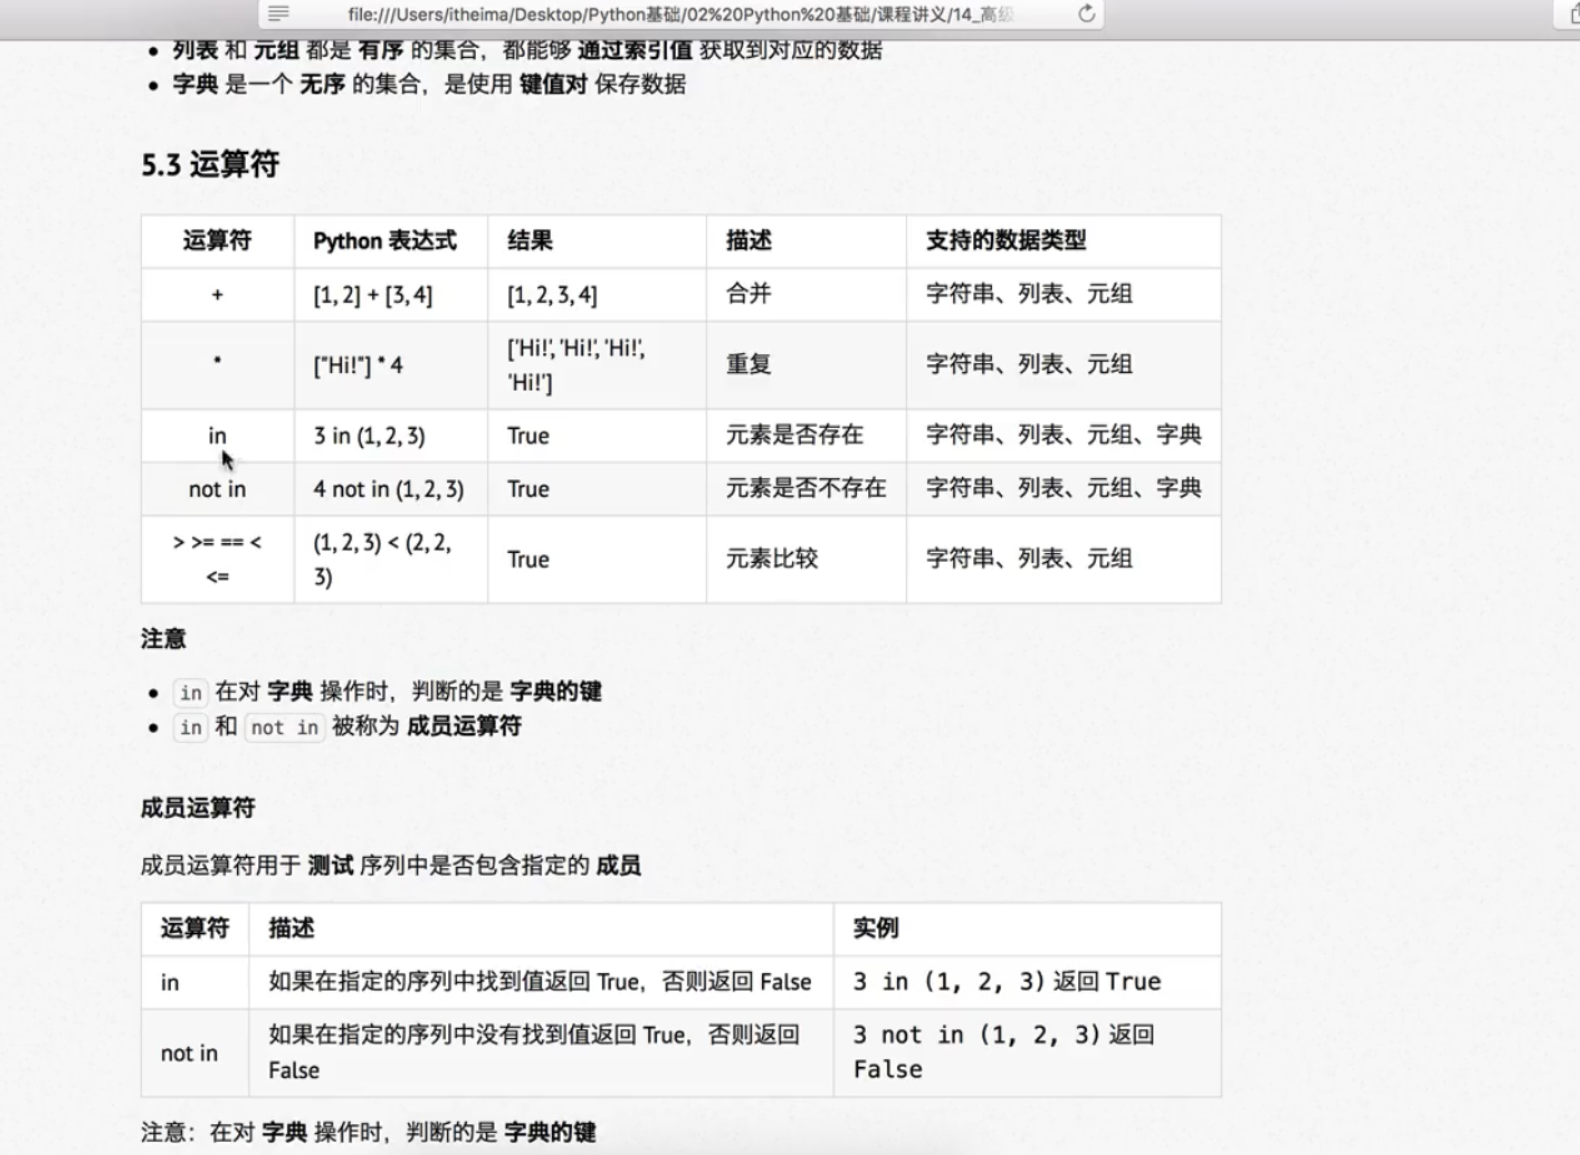 file:///Users/itheima/Desktop/Python基础/02%20Python%20基础/课程讲义/14_高级
• 列表 和 元组 都是 有序 的集合，都能够 通过索引值 获取到对应的数据
• 字典 是一个 无序 的集合，是使用 键值对 保存数据
5.3 运算符
运算符 Python 表达式 结果 描述 支持的数据类型
+ [1, 2] + [3, 4] [1, 2, 3, 4] 合并 字符串、列表、元组
* ["Hi!"] * 4 ['Hi!', 'Hi!', 'Hi!',
'Hi!'] 重复 字符串、列表、元组
in 3 in (1, 2, 3) True 元素是否存在 字符串、列表、元组、字典
not in 4 not in (1, 2, 3) True 元素是否不存在 字符串、列表、元组、字典
> >= == <
<= (1, 2, 3) < (2, 2,
3) True 元素比较 字符串、列表、元组
注意
• in 在对 字典 操作时，判断的是 字典的键
• in 和 not in 被称为 成员运算符
成员运算符
成员运算符用于 测试 序列中是否包含指定的 成员
运算符 描述 实例
in 如果在指定的序列中找到值返回 True，否则返回 False 3 in (1, 2, 3) 返回 True
not in 如果在指定的序列中没有找到值返回 True，否则返回
False 3 not in (1, 2, 3) 返回
False
注意：在对 字典 操作时，判断的是 字典的键